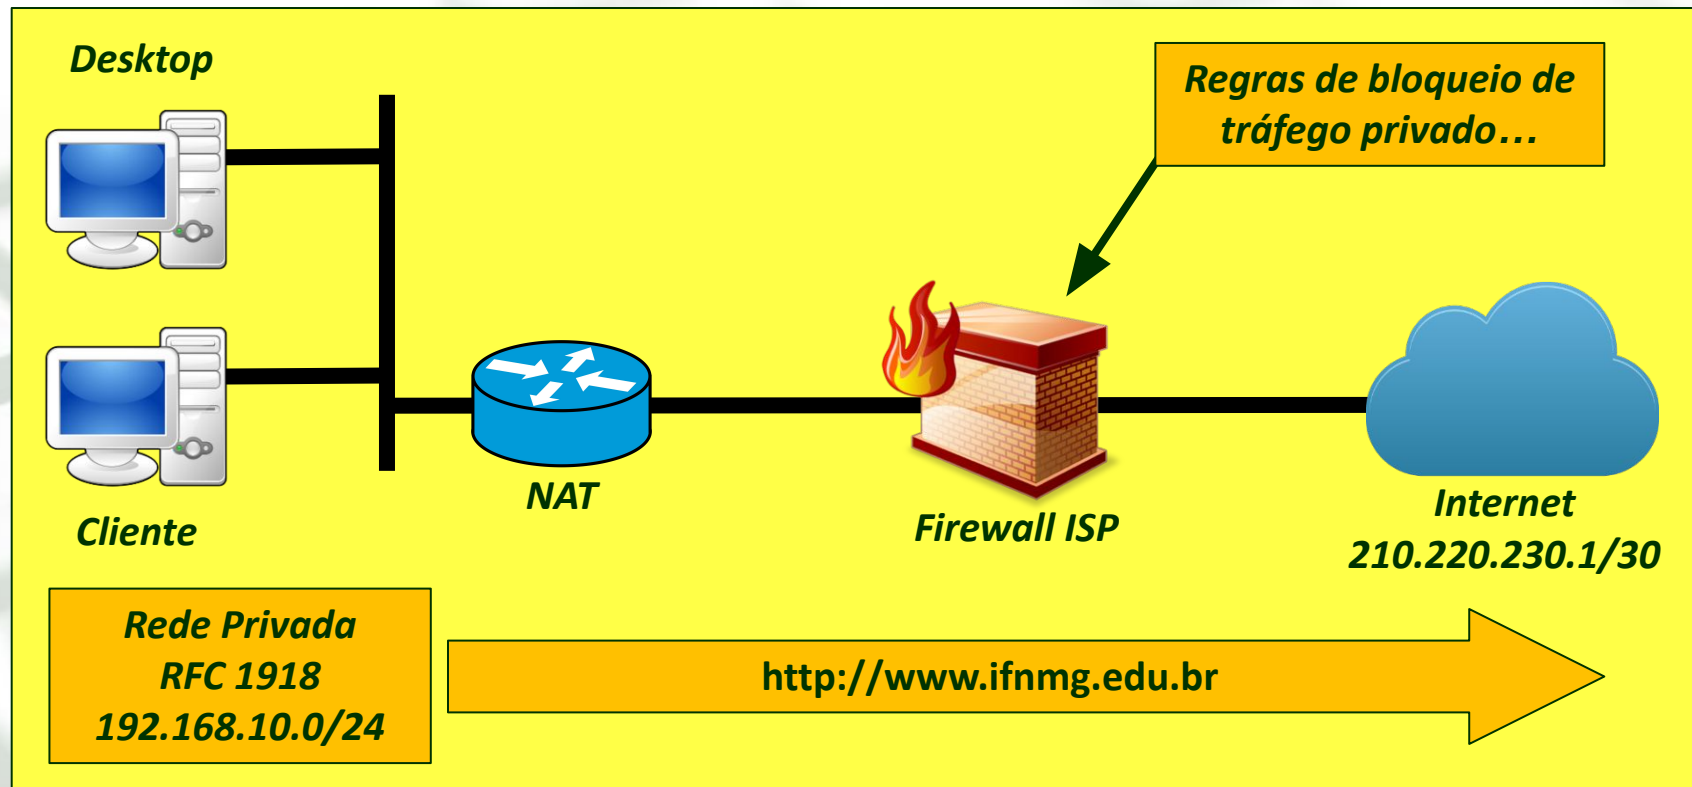 Desktop
Regras de bloqueio de
tráfego privado...
Cliente
NAT
Firewall ISP
Internet
210.220.230.1/30
Rede Privada
RFC 1918
192.168.10.0/24
http://www.ifnmg.edu.br